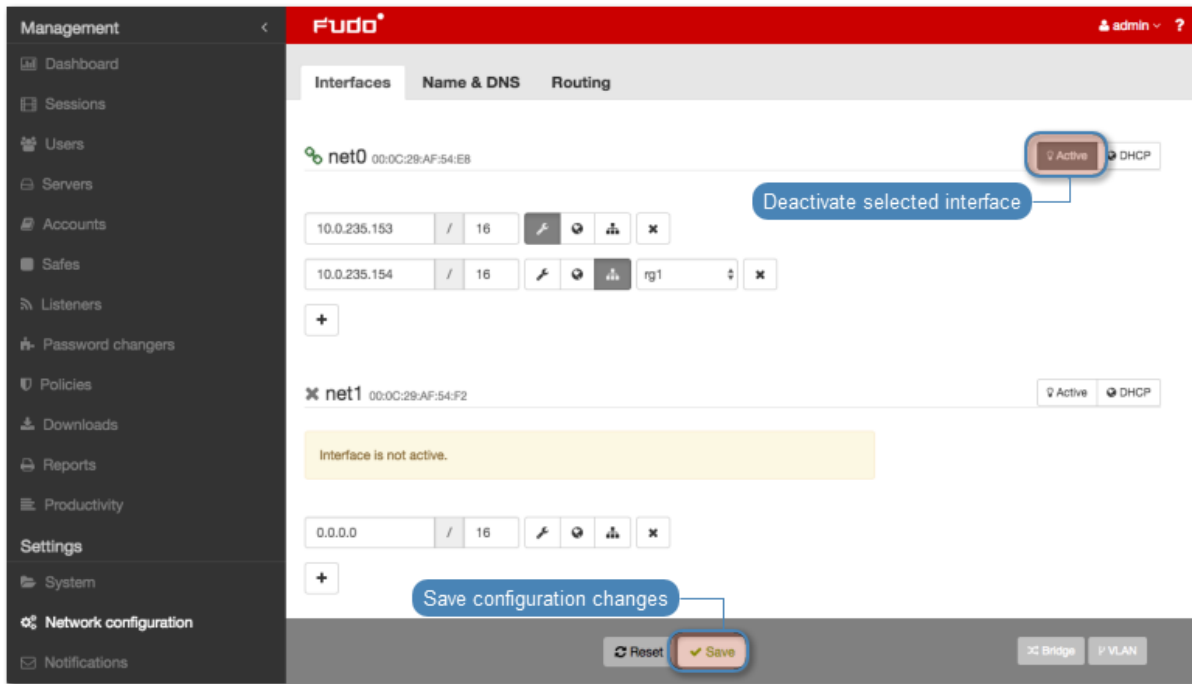 Management
Fudo
admin ?
Dashboard
Interfaces Name & DNS Routing
Sessions
Users
net0 00:0C:29:AF:54:E8
Active DHCP
Servers
Deactivate selected interface
Accounts
10.0.235.153 / 16
Safes
10.0.235.154 / 16 rg1
Listeners
+
Password changers
Policies
net1 00:0C:29:AF:54:F2
Active DHCP
Downloads
Interface is not active.
Reports
Productivity
0.0.0.0 / 16
Settings
System
+
Save configuration changes
Network configuration
Reset Save
Bridge VLAN
Notifications